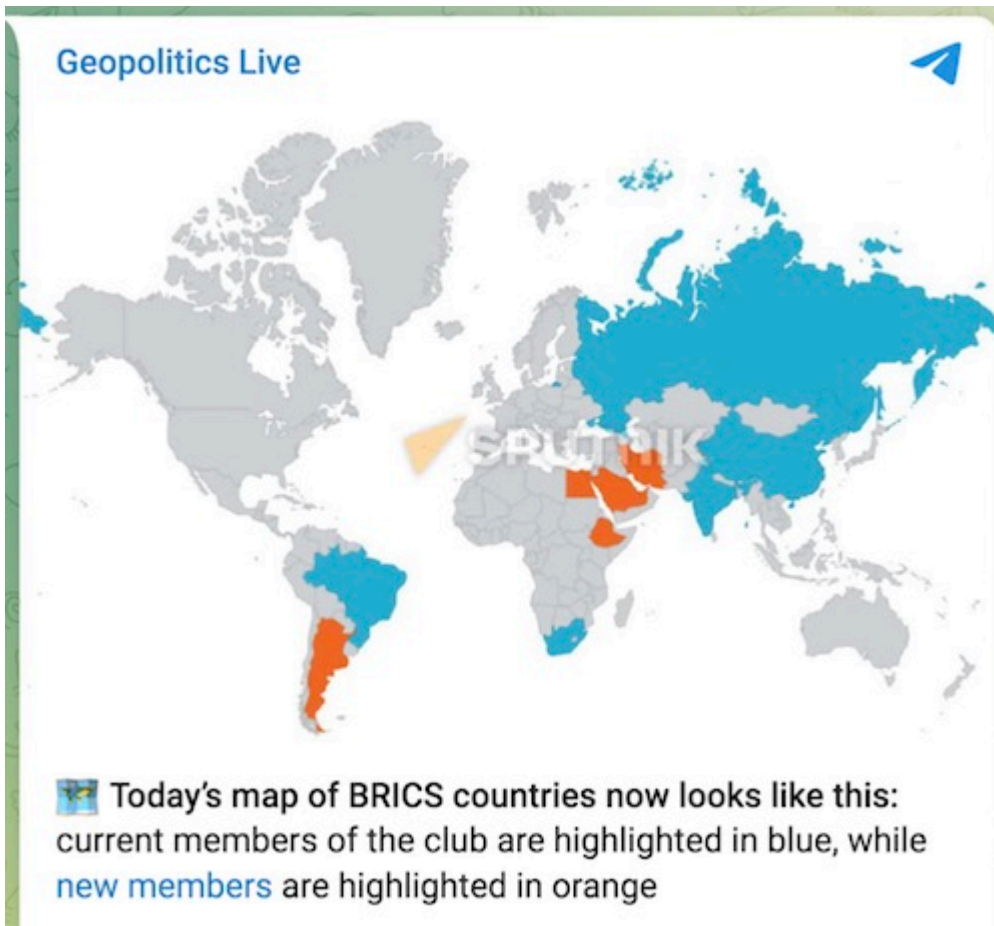 Geopolitics Live
SPUTNIK
Today's map of BRICS countries now looks like this:
current members of the club are highlighted in blue, while
new members are highlighted in orange